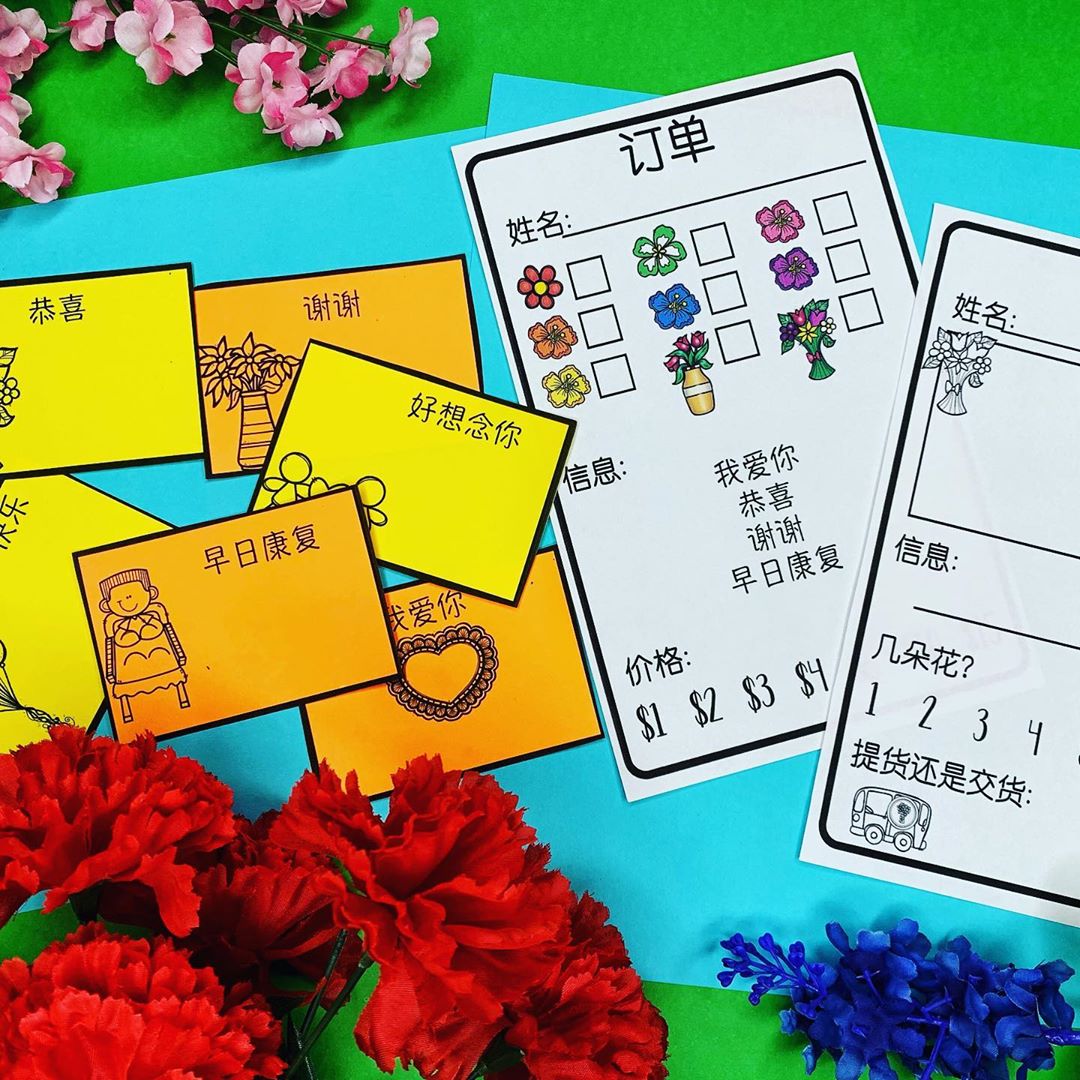 恭喜
谢谢
好想念你
快乐
早日康复
我爱你
订单
姓名:
信息:
我爱你
恭喜
谢谢
早日康复
价格:
$1 $2 $3 $4
姓名:
信息:
几朵花?
1 2 3 4
提货还是交货: